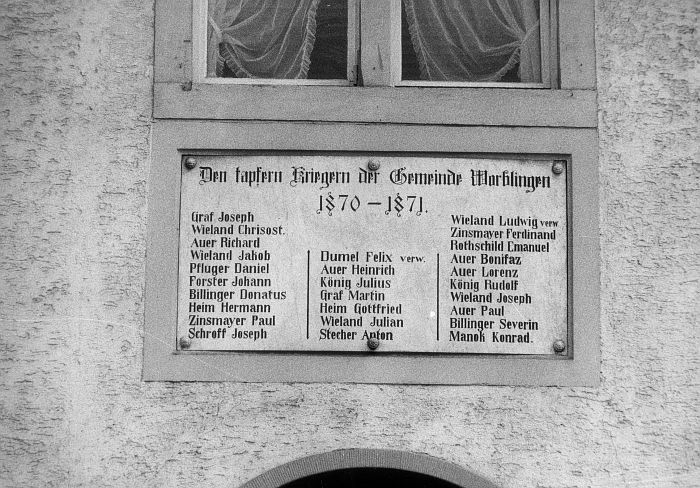 Den tapfern Kriegern der Gemeinde Worblingen
1870 – 1871.
Graf Joseph
Wieland Chrisost.
Auer Richard
Wieland Jakob
Pfluger Daniel
Forster Johann
Billinger Donatus
Heim Hermann
Zinsmayer Paul
Schroff Joseph
Dumel Felix verw.
Auer Heinrich
König Julius
Graf Martin
Heim Gottfried
Wieland Julian
Stecher Anton
Wieland Ludwig verw
Zinsmayer Ferdinand
Rothschild Emanuel
Auer Bonifaz
Auer Lorenz
König Rudolf
Wieland Joseph
Auer Paul
Billinger Severin
Manok Konrad.